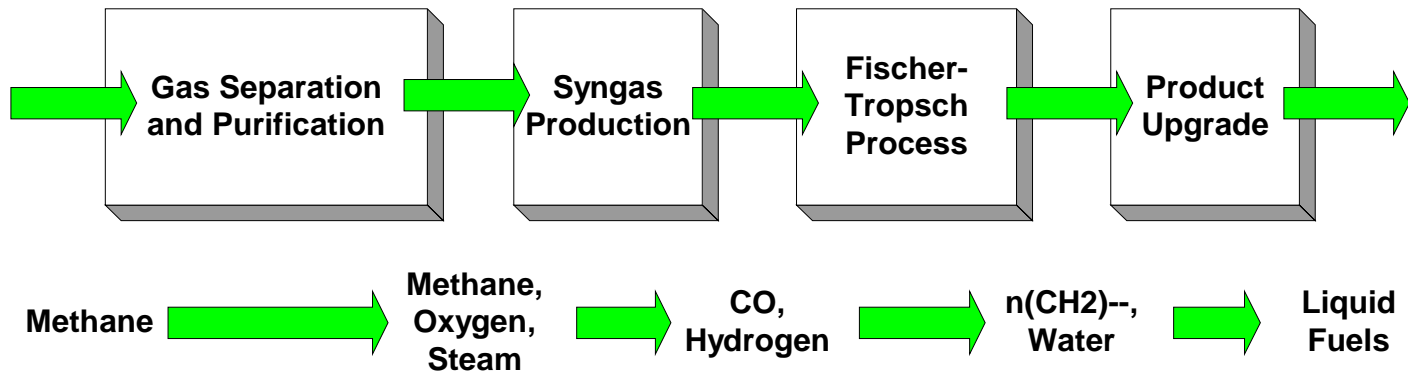 Gas Separation
and Purification
Syngas
Production
Fischer-
Tropsch
Process
Product
Upgrade
Methane
Methane,
Oxygen,
Steam
CO,
Hydrogen
n(CH2)--,
Water
Liquid
Fuels